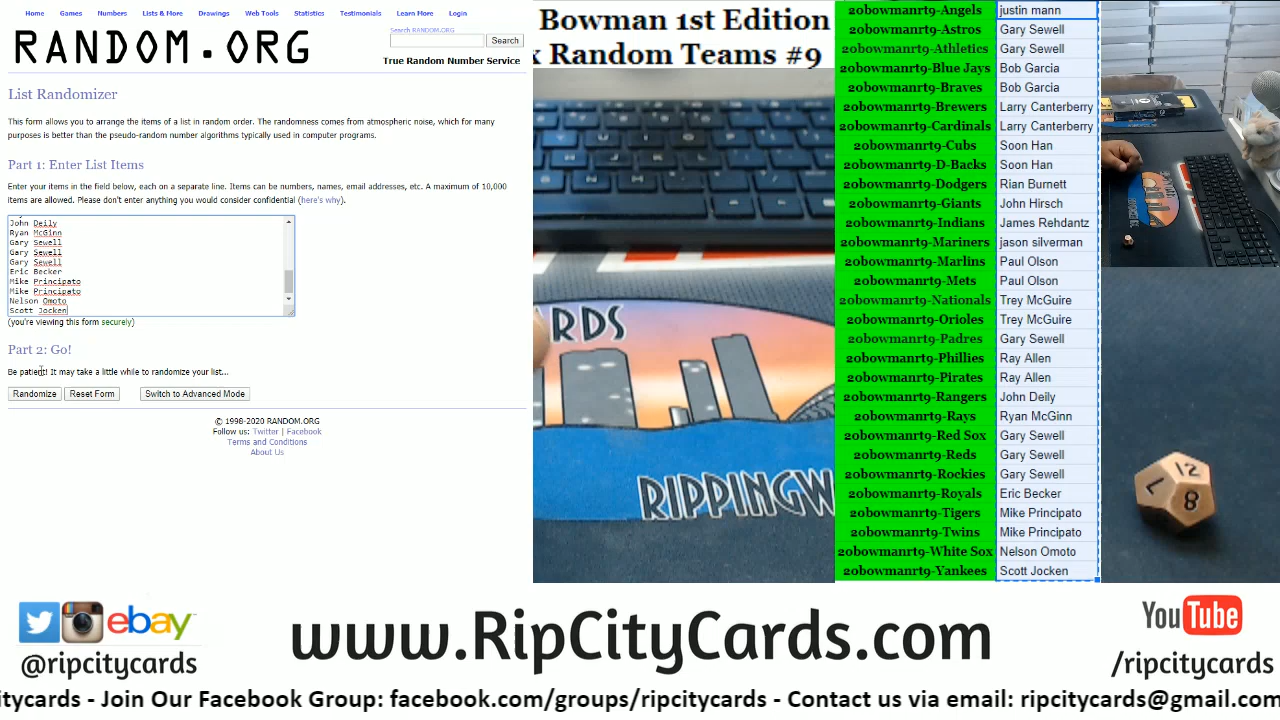 Home Games Numbers Lists & More Drawings Web Tools Statistics Testimonials Learn More Login
RANDOM.ORG
Search RANDOM.ORG
Search
True Random Number Service
List Randomizer
This form allows you to arrange the items of a list in random order. The randomness comes from atmospheric noise, which for many
purposes is better than the pseudo-random number algorithms typically used in computer programs.
Part 1: Enter List Items
Enter your items in the field below, each on a separate line. Items can be numbers, names, email addresses, etc. A maximum of 10,000
items are allowed. Please don't enter anything you would consider confidential (here's why).
John Deily
Ryan McGinn
Gary Sewell
Gary Sewell
Gary Sewell
Eric Becker
Mike Principato
Mike Principato
Nelson Omoto
Scott Jocken
(you're viewing this form securely)
Part 2: Go!
Be patient! It may take a little while to randomize your list...
Randomize Reset Form Switch to Advanced Mode
© 1998-2020 RANDOM.ORG
Follow us: Twitter | Facebook
Terms and Conditions
About Us
Bowman 1st Edition
x Random Teams #9
ARDS
RIPPINGW
20bowmanrt9-Angels justin mann
20bowmanrt9-Astros Gary Sewell
20bowmanrt9-Athletics Gary Sewell
20bowmanrt9-Blue Jays Bob Garcia
20bowmanrt9-Braves Bob Garcia
20bowmanrt9-Brewers Larry Canterberry
20bowmanrt9-Cardinals Larry Canterberry
20bowmanrt9-Cubs Soon Han
20bowmanrt9-D-Backs Soon Han
20bowmanrt9-Dodgers Rian Burnett
20bowmanrt9-Giants John Hirsch
20bowmanrt9-Indians James Rehdantz
20bowmanrt9-Mariners jason silverman
20bowmanrt9-Marlins Paul Olson
20bowmanrt9-Mets Paul Olson
20bowmanrt9-Nationals Trey McGuire
20bowmanrt9-Orioles Trey McGuire
20bowmanrt9-Padres Gary Sewell
20bowmanrt9-Phillies Ray Allen
20bowmanrt9-Pirates Ray Allen
20bowmanrt9-Rangers John Deily
20bowmanrt9-Rays Ryan McGinn
20bowmanrt9-Red Sox Gary Sewell
20bowmanrt9-Reds Gary Sewell
20bowmanrt9-Rockies Gary Sewell
20bowmanrt9-Royals Eric Becker
20bowmanrt9-Tigers Mike Principato
20bowmanrt9-Twins Mike Principato
20bowmanrt9-White Sox Nelson Omoto
20bowmanrt9-Yankees Scott Jocken
12
8
ebay™
@ripcitycards
www.RipCityCards.com
YouTube
/ripcitycards
citycards - Join Our Facebook Group: facebook.com/groups/ripcitycards - Contact us via email: ripcitycards@gmail.com